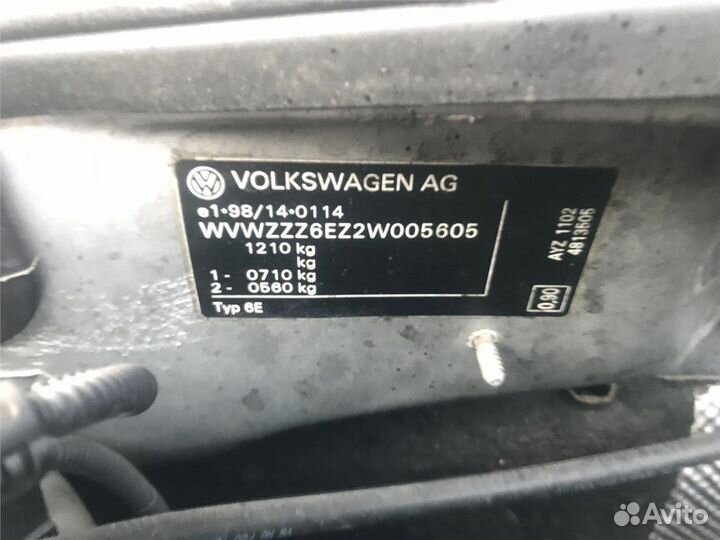 VOLKSWAGEN AG
e1•98/14•0114
WVWZZZ6EZ2W005605
1210 kg
kg
1- 0710 kg
2- 0560 kg
Typ 6E
AYZ 1102
4813606
0,90
Avito